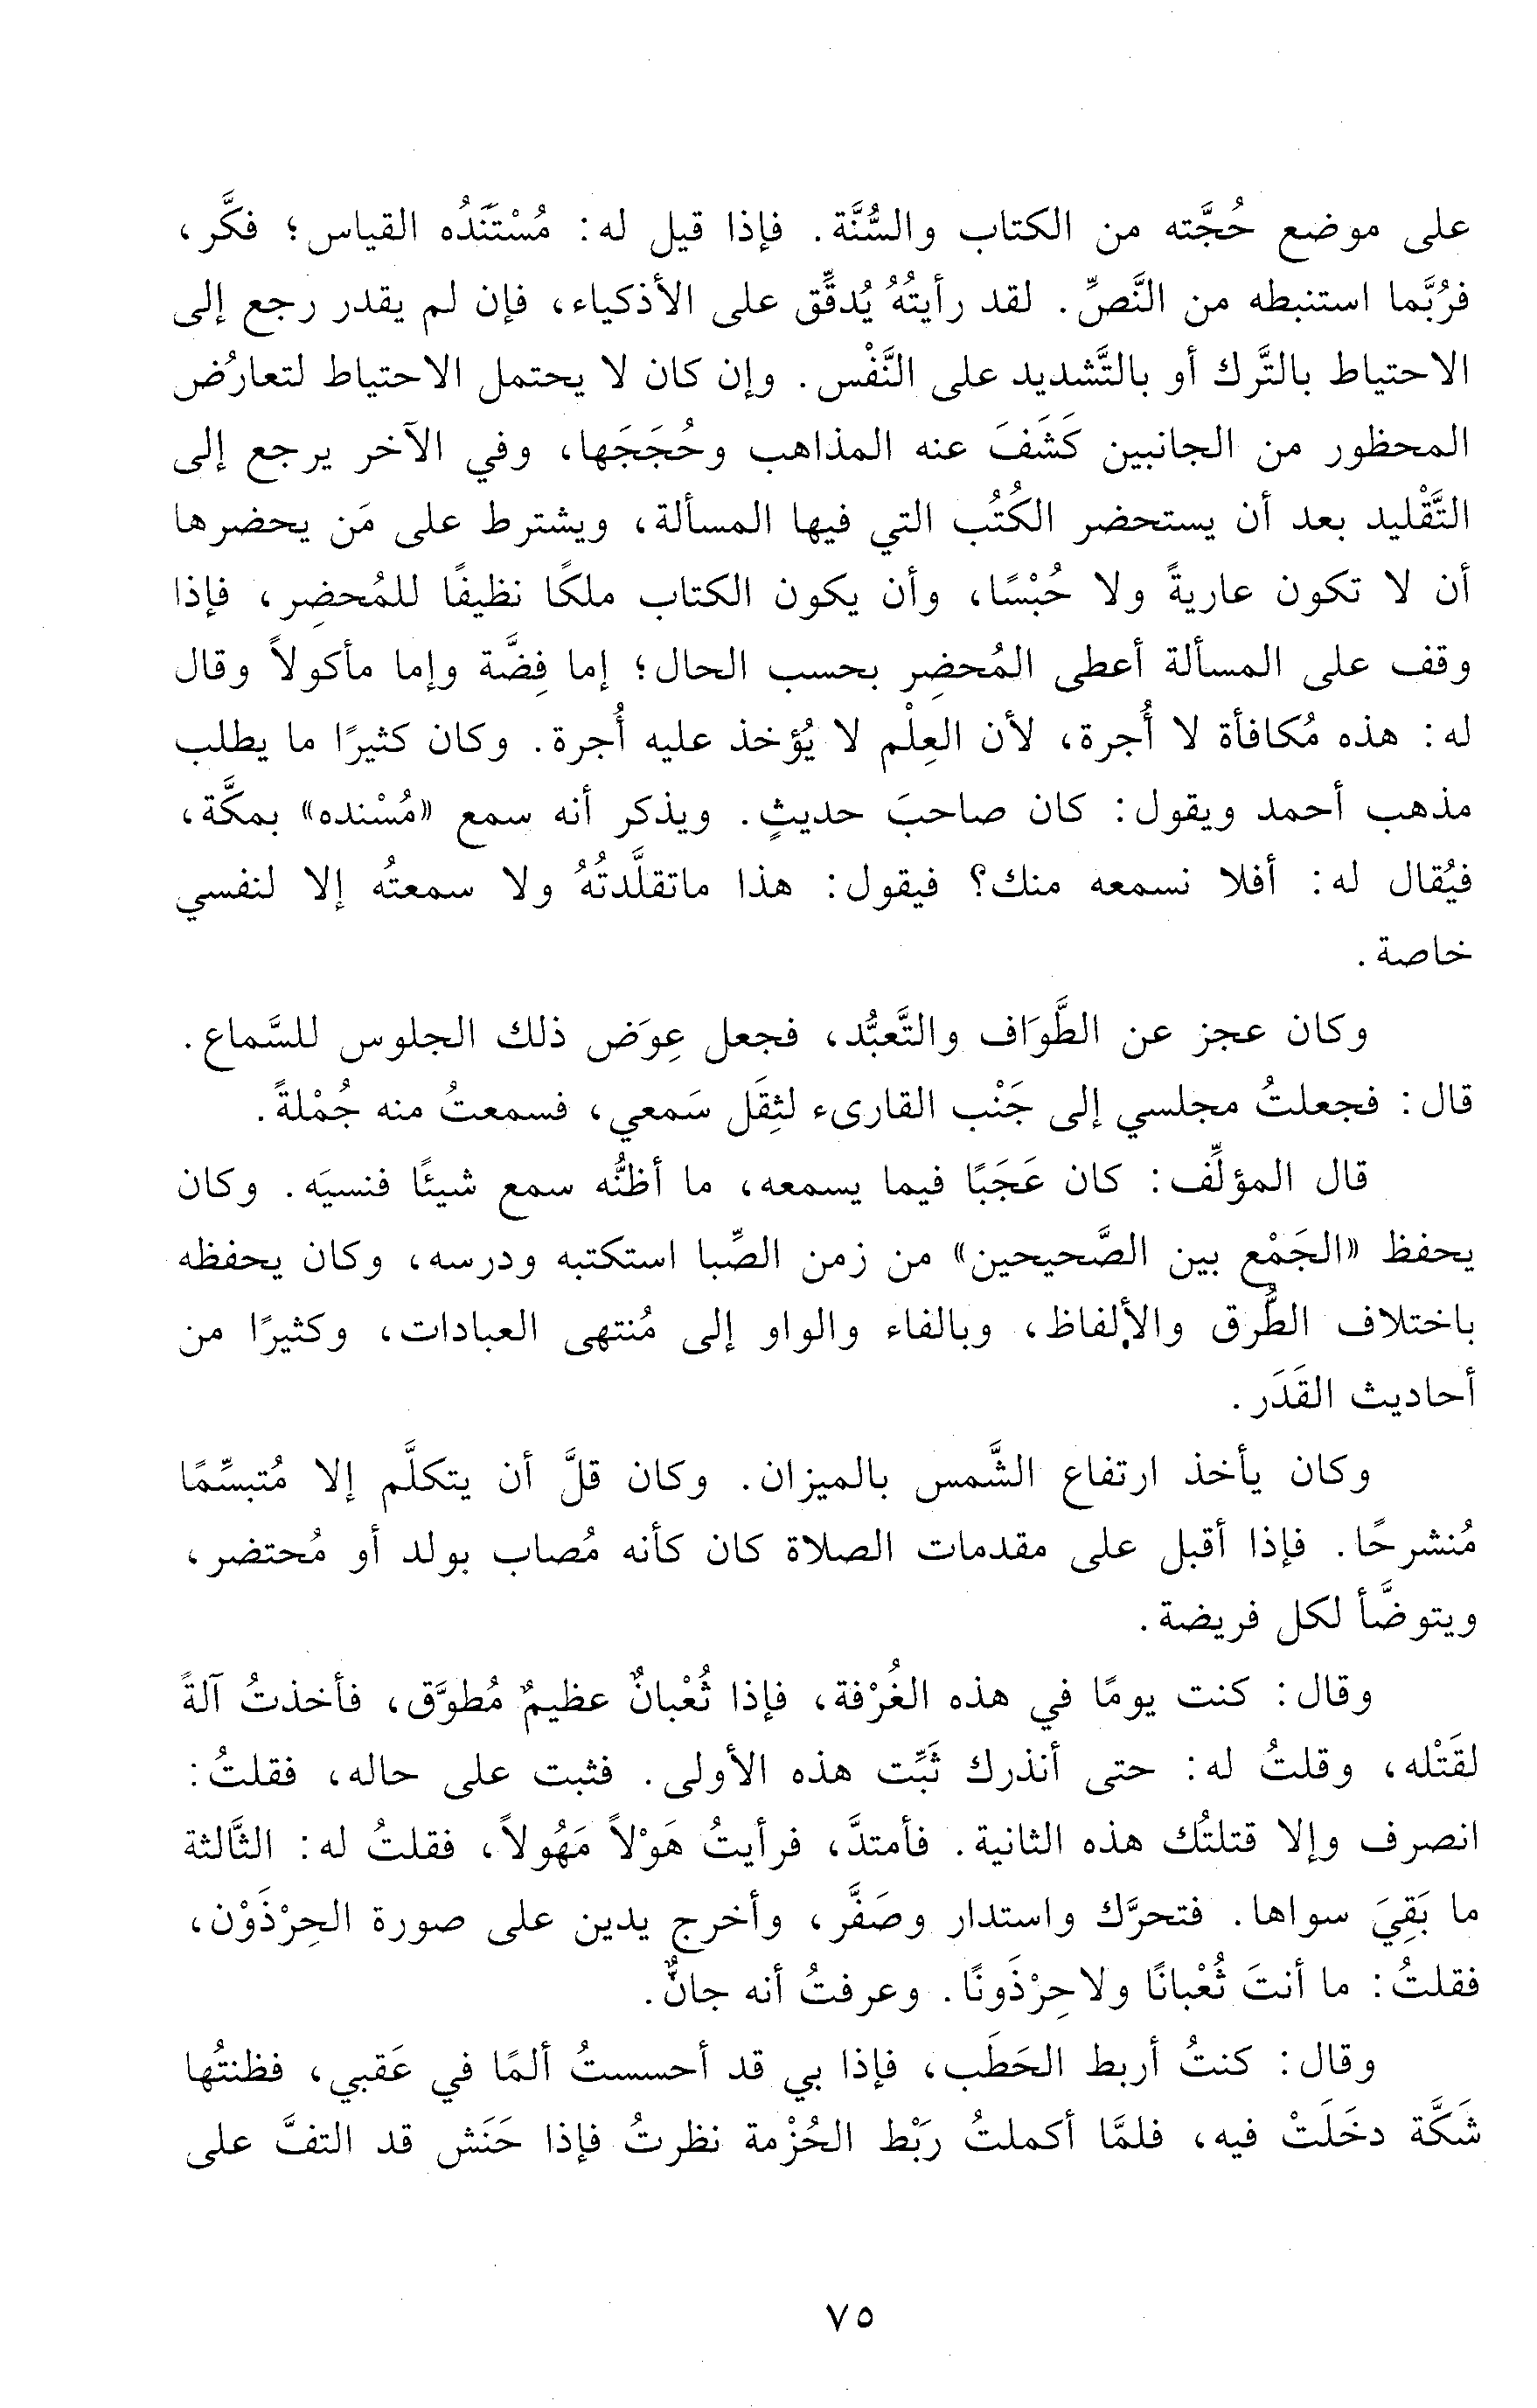 على موضع حُجَّته من الكتاب والسُّنَّة. فإذا قيل له: مُسْتَنَدُه القياس؛ فكَّر،
فرُبَّما استنبطه من النَّصِّ. لقد رأيتُهُ يُدقِّق على الأذكياء، فإن لم يقدر رجع إلى
الاحتياط بالتَّرك أو بالتَّشديد على النَّفْس. وإن كان لا يحتمل الاحتياط لتعارُض
المحظور من الجانبين كَشَفَ عنه المذاهب وحُجَجَها، وفي الآخر يرجع إلى
التَّقْليد بعد أن يستحضر الكُتُب التي فيها المسألة، ويشترط على مَن يحضرها
أن لا تكون عاريةً ولا حُبْسًا، وأن يكون الكتاب ملكًا نظيفًا للمُحضِر، فإذا
وقف على المسألة أعطى المُحضِر بحسب الحال؛ إما فِضَّة وإما مأكولاً وقال
له: هذه مُكافأة لا أُجرة، لأن العِلْم لا يُؤخذ عليه أُجرة. وكان كثيرًا ما يطلب
مذهب أحمد ويقول: كان صاحبَ حديثٍ. ويذكر أنه سمع «مُسْنده» بمكَّة،
فيُقال له: أفلا نسمعه منك؟ فيقول: هذا ماتقلَّدتُهُ ولا سمعتُه إلا لنفسي
خاصة.
وكان عجز عن الطَّوَاف والتَّعبُّد، فجعل عِوَض ذلك الجلوس للسَّماع.
قال: فجعلتُ مجلسي إلى جَنْب القارىء لثِقَل سَمعي، فسمعتُ منه جُمْلةً.
قال المؤلِّف: كان عَجَبًا فيما يسمعه، ما أظنُّه سمع شيئًا فنسيَه. وكان
يحفظ «الجَمْع بين الصَّحيحين» من زمن الصِّبا استكتبه ودرسه، وكان يحفظه
باختلاف الطُّرق والألفاظ، وبالفاء والواو إلى مُنتهى العبادات، وكثيرًا من
أحاديث القَدَر.
وكان يأخذ ارتفاع الشَّمس بالميزان. وكان قلَّ أن يتكلَّم إلا مُتبسِّمًا
مُنشرحًا. فإذا أقبل على مقدمات الصلاة كان كأنه مُصاب بولد أو مُحتضر،
ويتوضَّأ لكل فريضة.
وقال: كنت يومًا في هذه الغُرْفة، فإذا ثُعْبانٌ عظيمٌ مُطوَّق، فأخذتُ آلةً
لقَتْله، وقلتُ له: حتى أنذرك ثَبِّت هذه الأولى. فثبت على حاله، فقلتُ:
انصرف وإلا قتلتُك هذه الثانية. فأمتدَّ، فرأيتُ هَوْلاً مَهُولاً، فقلتُ له: الثَّالثة
ما بَقِيَ سواها. فتحرَّك واستدار وصَفَّر، وأخرج يدين على صورة الحِرْذَوْن،
فقلتُ: ما أنتَ ثُعْبانًا ولاحِرْذَونًا. وعرفتُ أنه جانٌّ.
وقال: كنتُ أربط الحَطَب، فإذا بي قد أحسستُ ألمًا في عَقبي، فظنتُها
شَكَّة دخَلَتْ فيه، فلمَّا أكملتُ رَبْط الحُزْمة نظرتُ فإذا حَنَش قد التفَّ على
٧٥